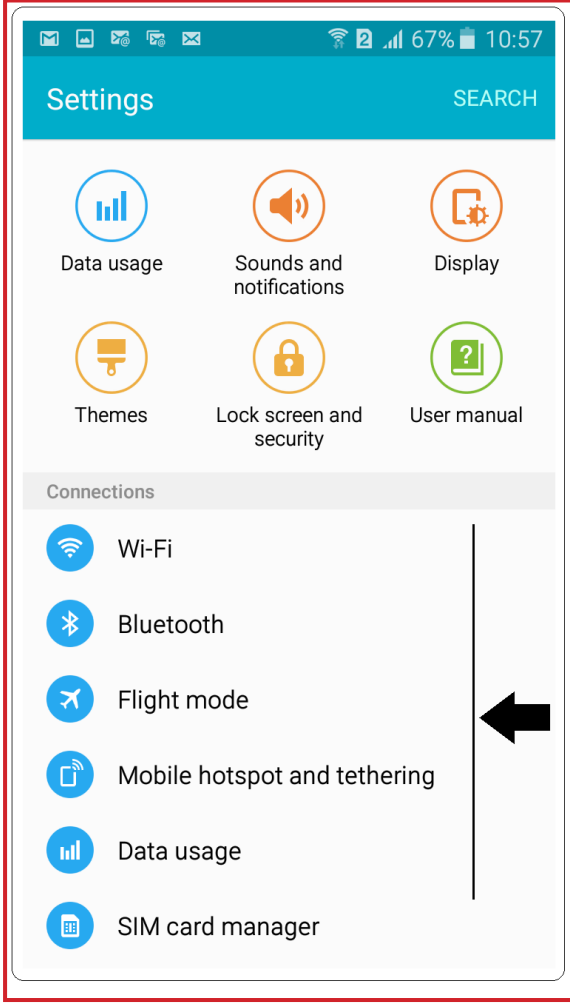 2 67% 10:57
Settings SEARCH
Data usage Sounds and Display
notifications
Themes Lock screen and User manual
security
Connections
Wi-Fi
Bluetooth
Flight mode
Mobile hotspot and tethering
Data usage
SIM card manager